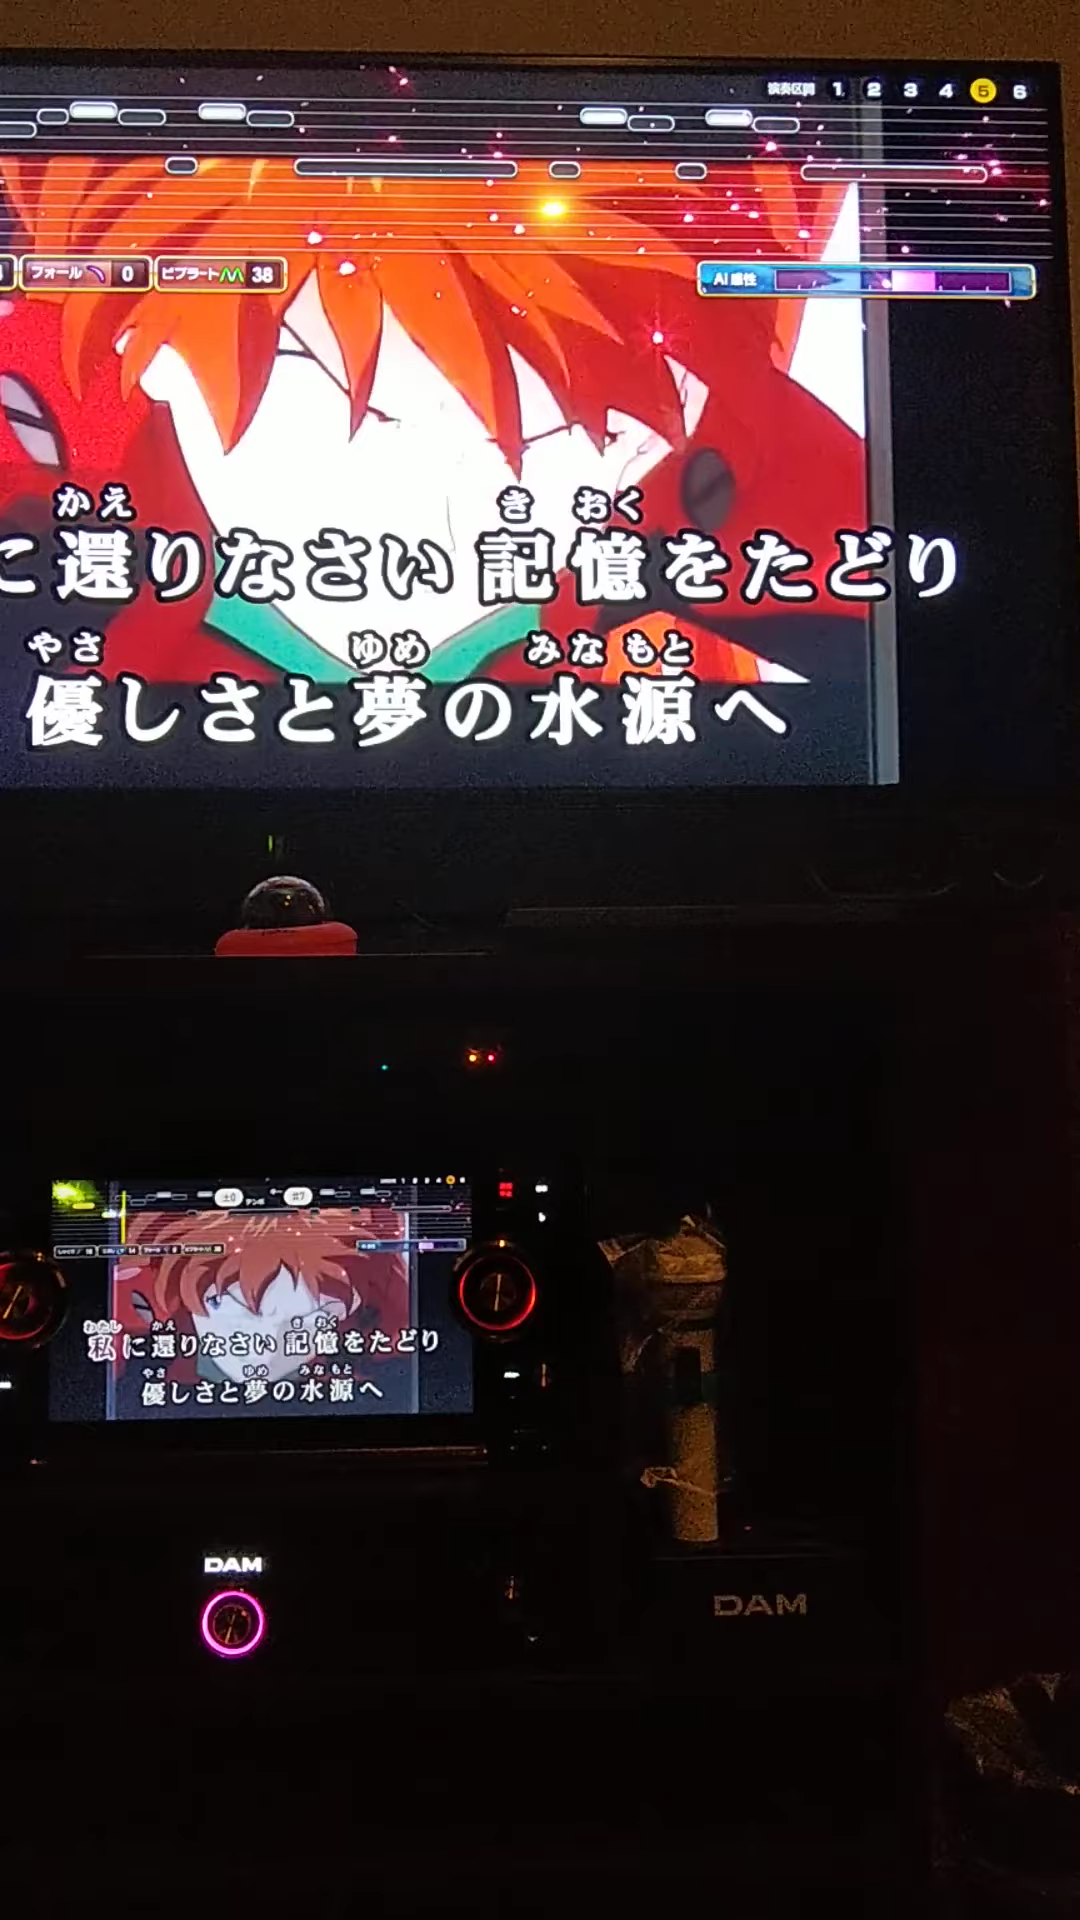 演奏区間 1 2 3 4 5 6
フォール 0 ビブラート 38
AI感性
かえ き おく
に還りなさい 記憶をたどり
やさ ゆめ みな もと
優しさと夢の水源へ
±0 テンポ ♯7
わたし かえ き おく
私に還りなさい 記憶をたどり
やさ ゆめ みな もと
優しさと夢の水源へ
DAM
DAM